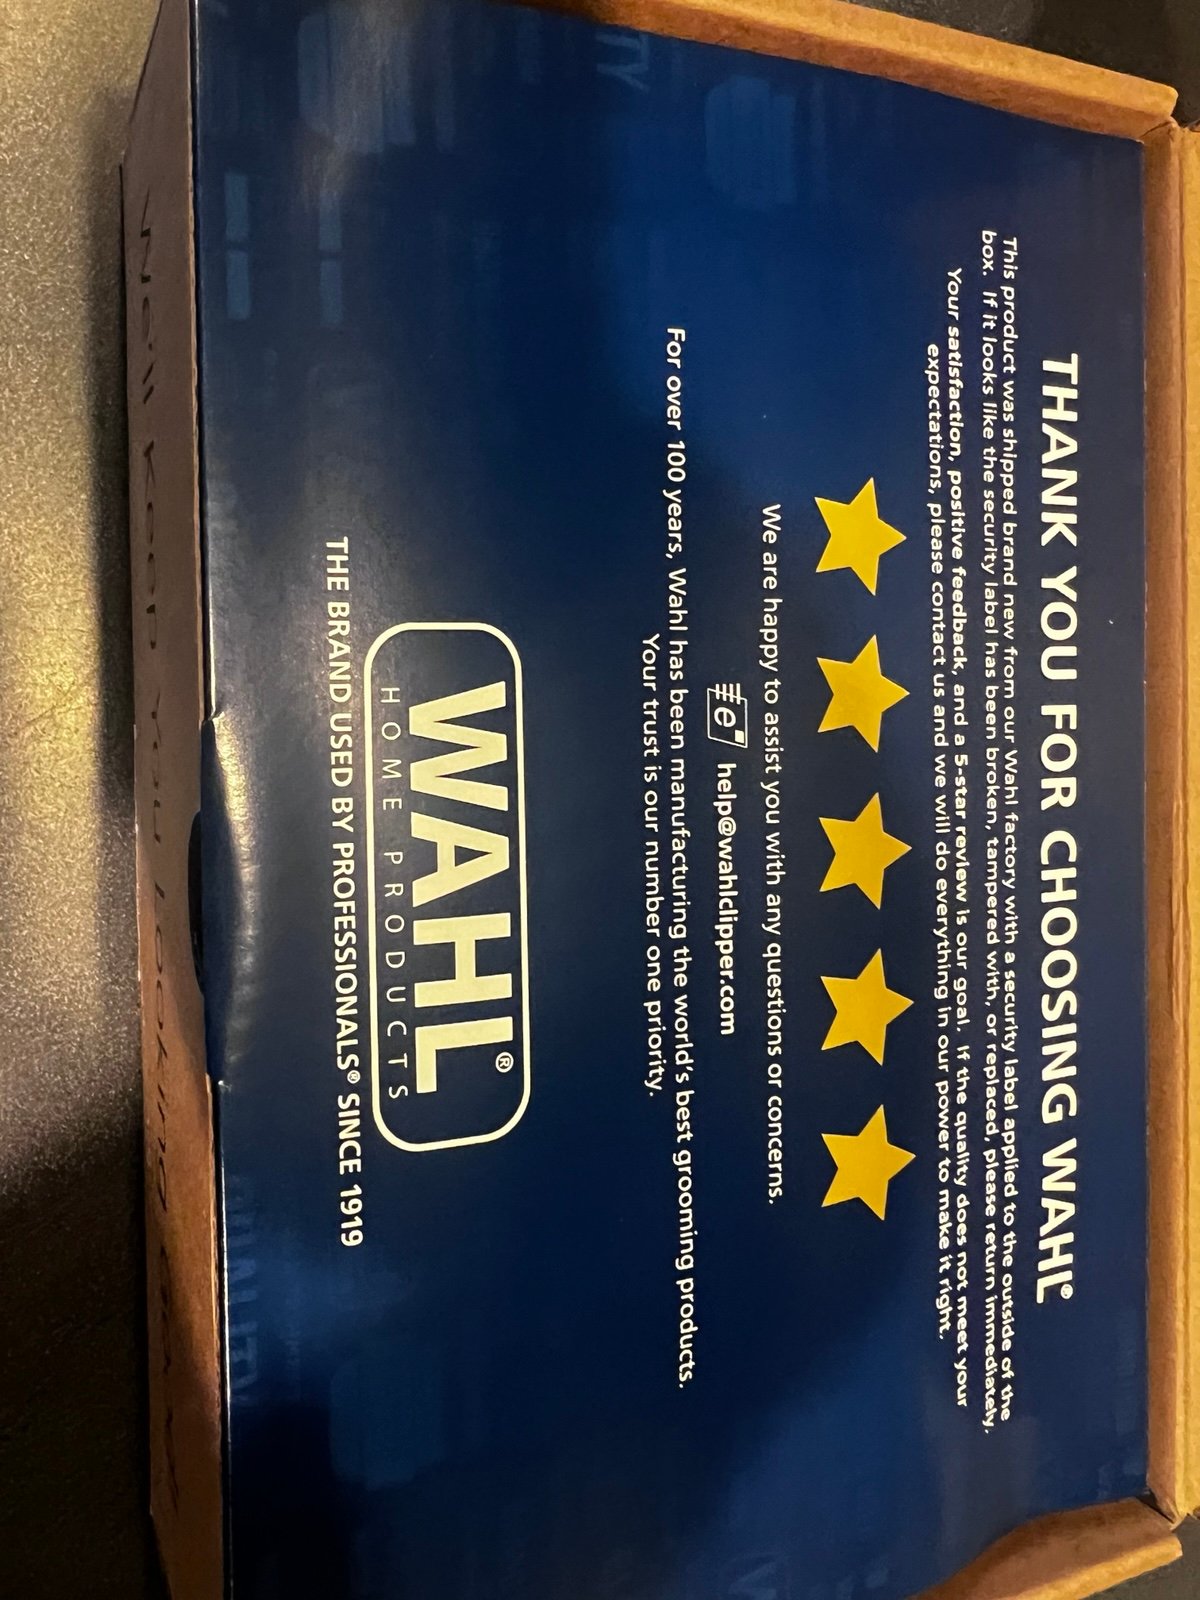 THANK YOU FOR CHOOSING WAHL®
This product was shipped brand new from our Wahl factory with a security label applied to the outside of the
box. If it looks like the security label has been broken, tampered with, or replaced, please return immediately.
Your satisfaction, positive feedback, and a 5-star review is our goal. If the quality does not meet your
expectations, please contact us and we will do everything in our power to make it right.
We are happy to assist you with any questions or concerns.
e help@wahlclipper.com
For over 100 years, Wahl has been manufacturing the world's best grooming products.
Your trust is our number one priority.
WAHL®
HOME PRODUCTS
THE BRAND USED BY PROFESSIONALS® SINCE 1919
We'll Keep You Looking